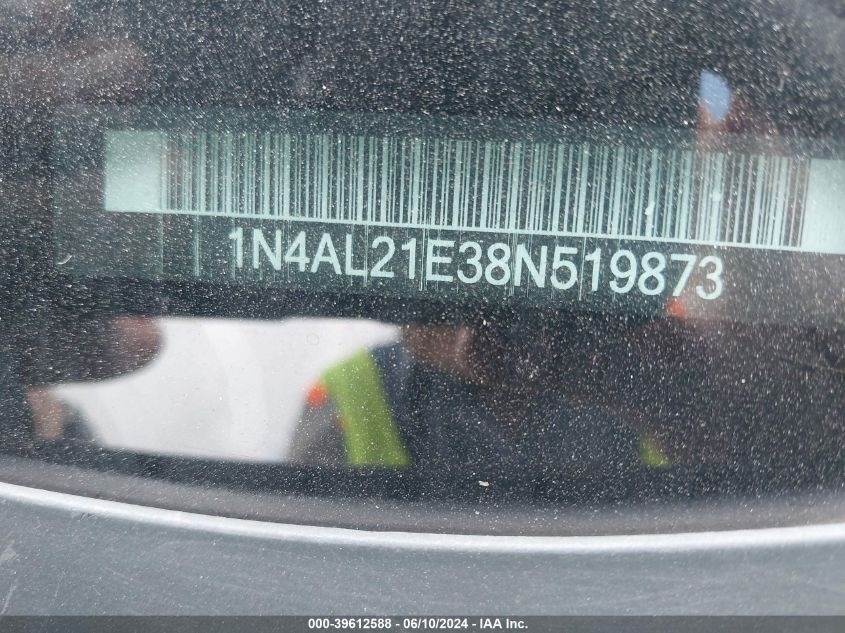 1N4AL21E38N519873
000-39612588 - 06/10/2024 - IAA Inc.